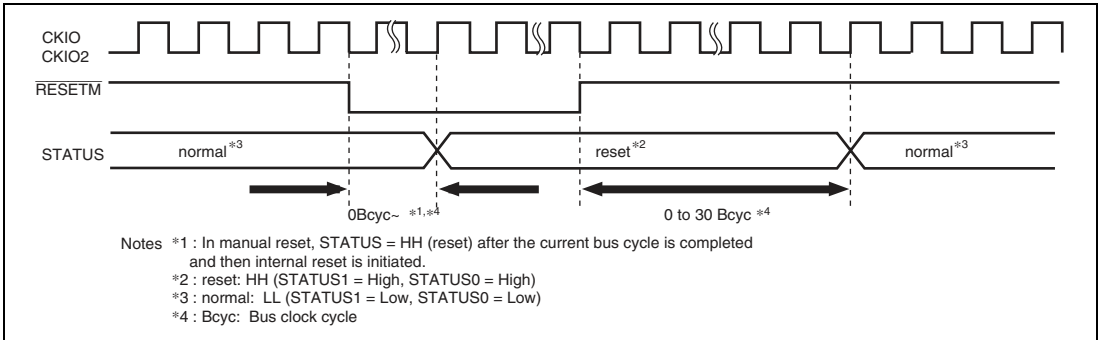 CKIO
CKIO2
RESETM
STATUS
normal*3
reset*2
normal*3
0Bcyc~ *1,*4
0 to 30 Bcyc *4
Notes *1 : In manual reset, STATUS = HH (reset) after the current bus cycle is completed
and then internal reset is initiated.
*2 : reset: HH (STATUS1 = High, STATUS0 = High)
*3 : normal: LL (STATUS1 = Low, STATUS0 = Low)
*4 : Bcyc: Bus clock cycle